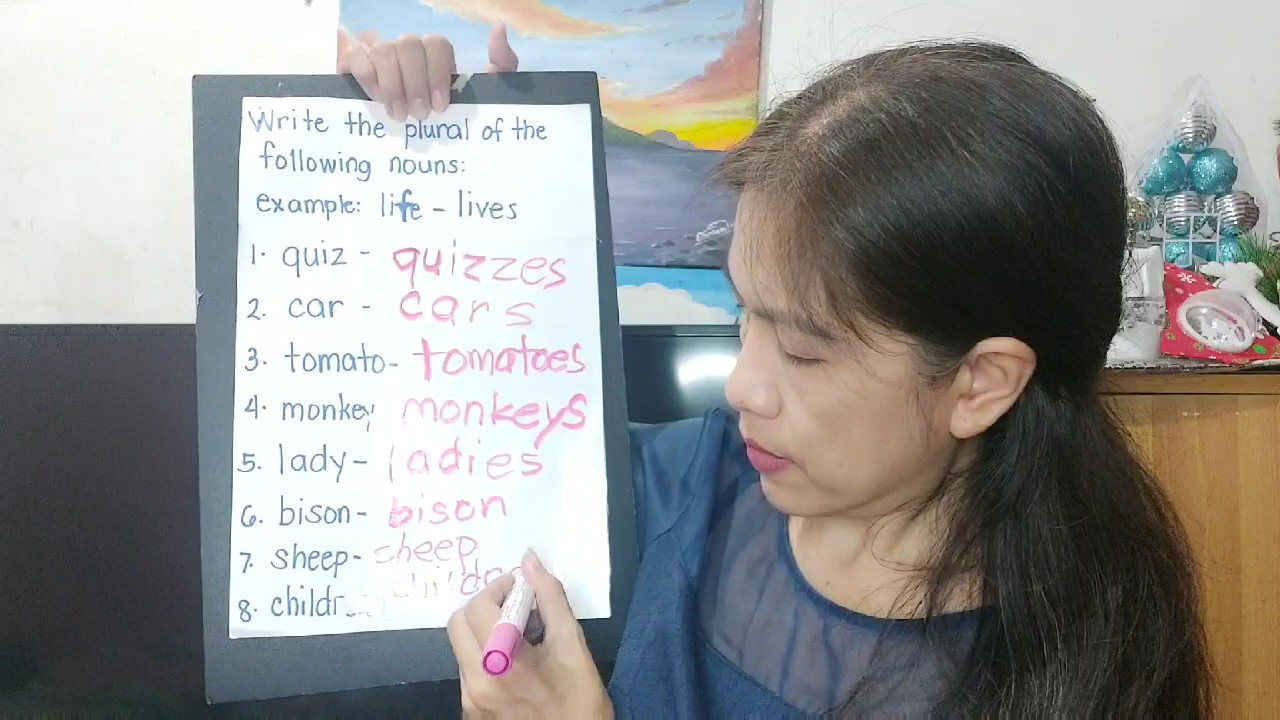 Write the plural of the
following nouns:
example: life - lives
1. quiz - quizzes
2. car - cars
3. tomato- tomatoes
4. monkey monkeys
5. lady- ladies
6. bison- bison
7. sheep- sheep
8.